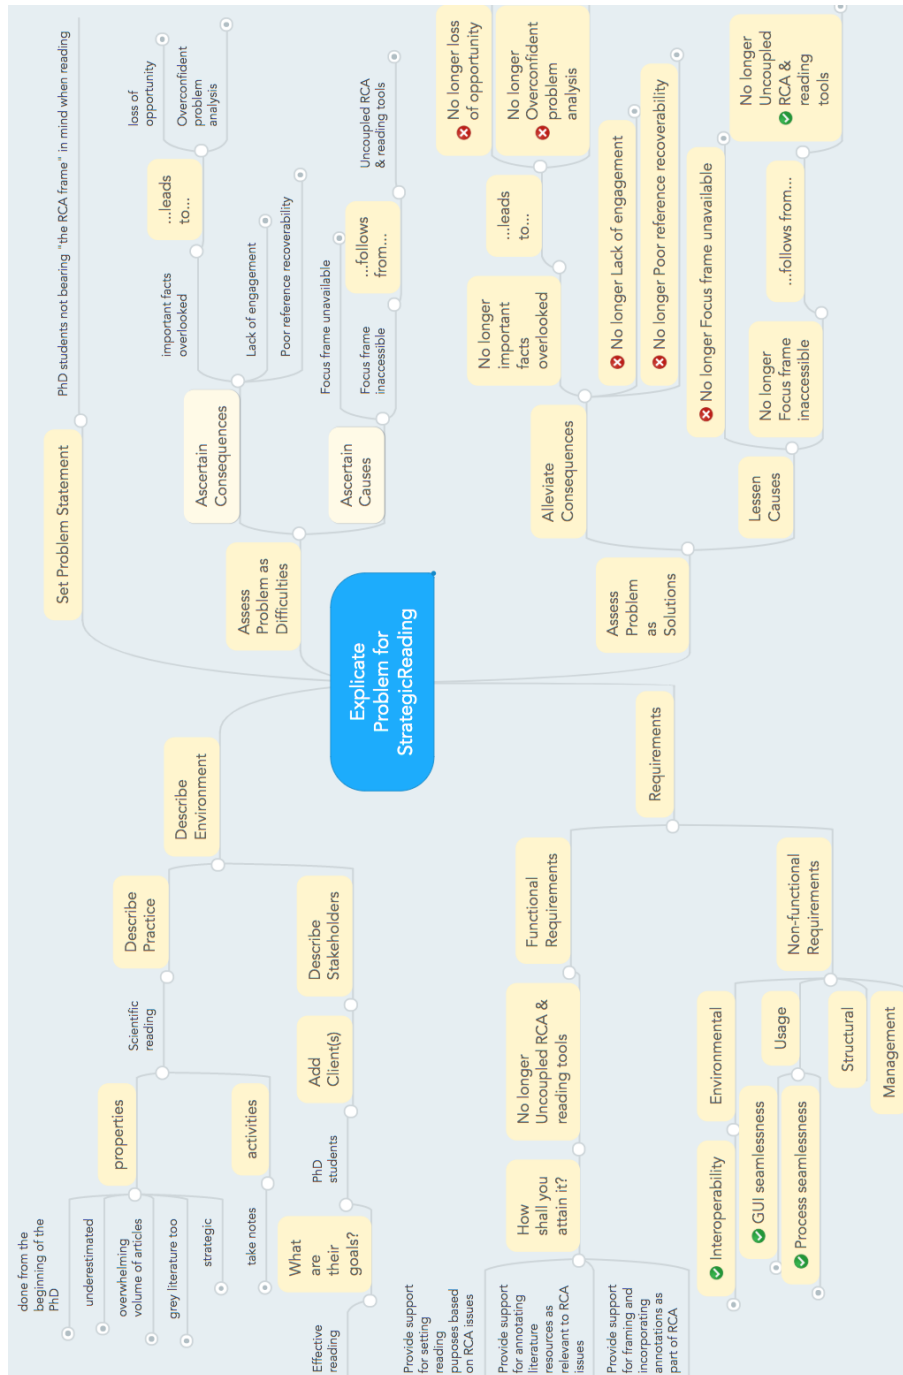 Explicate
Problem for
StrategicReading
Set Problem Statement
PhD students not bearing "the RCA frame" in mind when reading
Assess
Problem as
Difficulties
Ascertain
Consequences
important facts
overlooked
...leads
to...
loss of
opportunity
Overconfident
problem
analysis
Lack of engagement
Poor reference recoverability
Ascertain
Causes
Focus frame unavailable
Focus frame
inaccessible
...follows
from...
Uncoupled RCA
& reading tools
Assess
Problem
as
Solutions
Alleviate
Consequences
No longer
important
facts
overlooked
...leads
to...
No longer loss
of opportunity
No longer
Overconfident
problem
analysis
No longer Lack of engagement
No longer Poor reference recoverability
Lessen
Causes
No longer Focus frame unavailable
No longer
Focus frame
inaccessible
...follows from...
No longer
Uncoupled
RCA &
reading
tools
Describe
Environment
Describe
Practice
Scientific
reading
properties
done from the
beginning of the
PhD
underestimated
overwhelming
volume of articles
grey literature too
strategic
activities
take notes
Describe
Stakeholders
Add
Client(s)
PhD
students
What
are
their
goals?
Effective
reading
Requirements
Functional
Requirements
No longer
Uncoupled RCA &
reading tools
How
shall you
attain it?
Provide support
for setting
reading
puposes based
on RCA issues
Provide support
for annotating
literature
resources as
relevant to RCA
issues
Provide support
for framing and
incorporating
annotations as
part of RCA
Non-functional
Requirements
Environmental
Interoperability
Usage
GUI seamlessness
Process seamlessness
Structural
Management